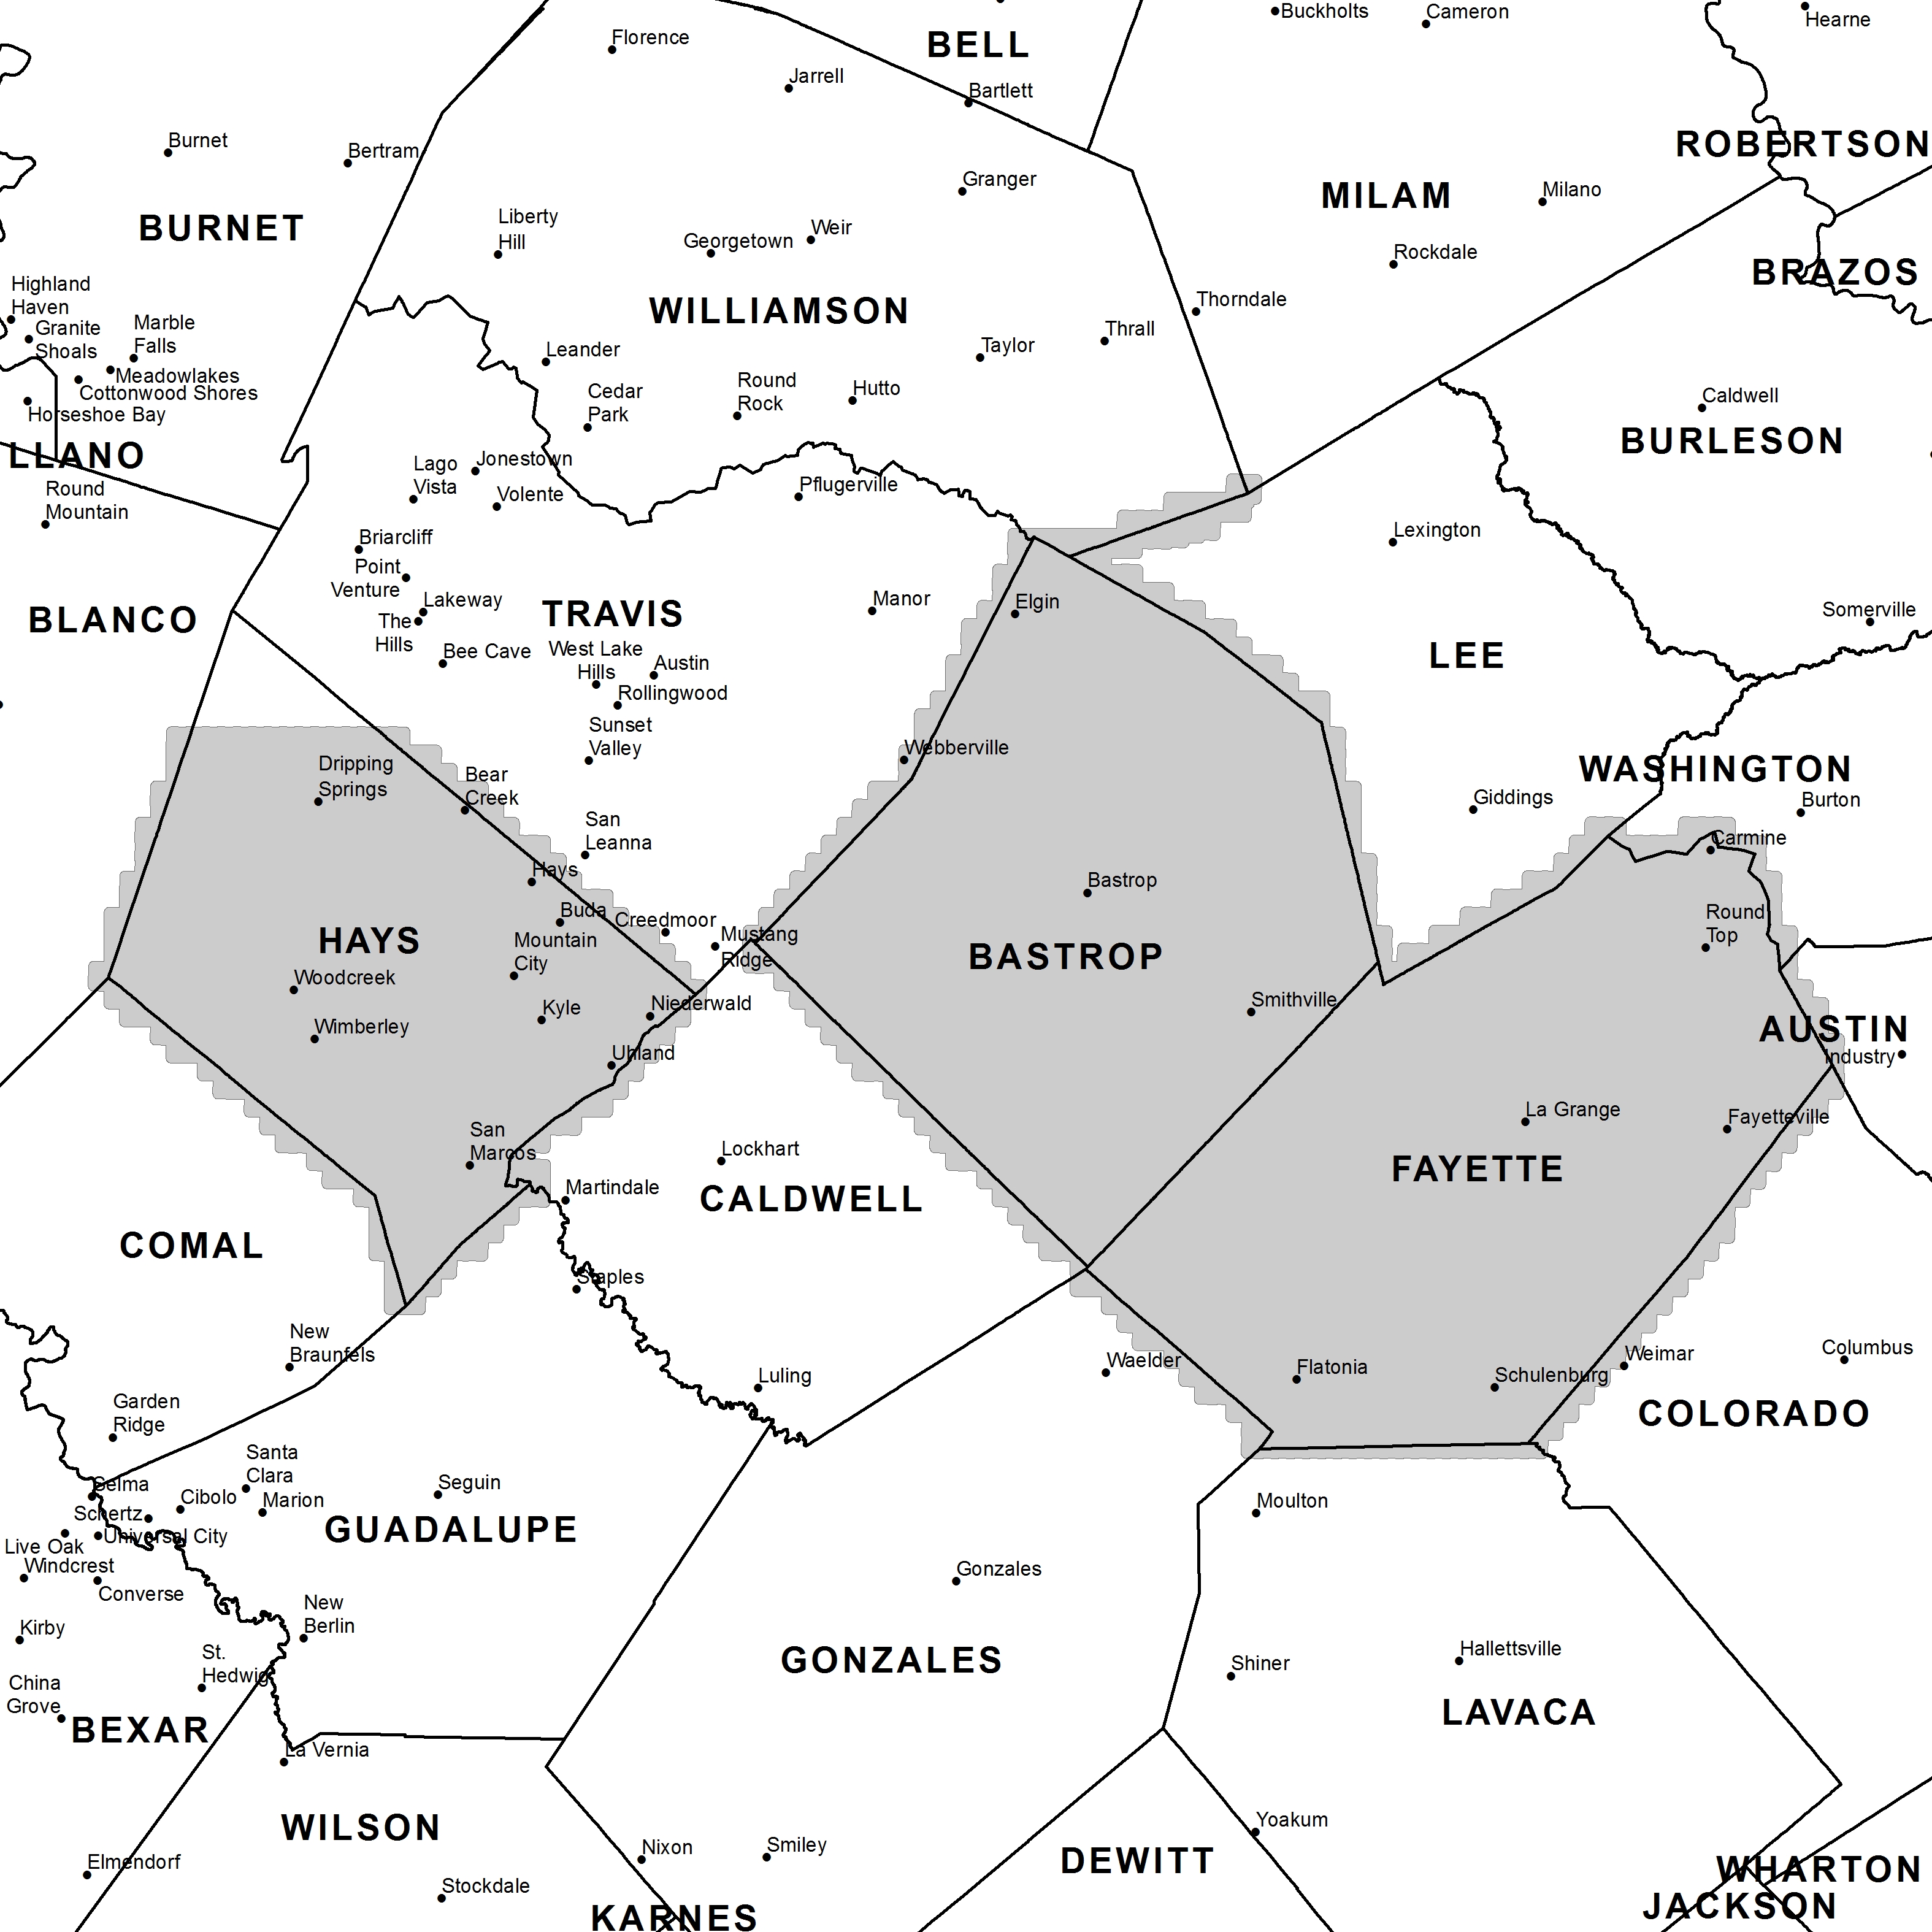 Buckholts
Cameron
Hearne
Florence
BELL
Jarrell
Bartlett
Burnet
Bertram
ROBERTSON
Granger
MILAM
Milano
BURNET
Liberty
Hill
Georgetown
Weir
Rockdale
BRAZOS
Highland
Haven
Granite
Shoals
Marble
Falls
WILLIAMSON
Thorndale
Thrall
Taylor
Leander
Meadowlakes
Cottonwood Shores
Horseshoe Bay
Cedar
Park
Round
Rock
Hutto
Caldwell
BURLESON
LLANO
Lago
Vista
Jonestown
Volente
Pflugerville
Round
Mountain
Briarcliff
Point
Venture
Lexington
Lakeway
The
Hills
TRAVIS
Manor
Elgin
Somerville
BLANCO
Bee Cave
West Lake
Hills
Austin
Rollingwood
LEE
Sunset
Valley
Webberville
Dripping
Springs
Bear
Creek
WASHINGTON
Giddings
Burton
San
Leanna
Carmine
Hays
Bastrop
Buda
Creedmoor
Mustang
Ridge
Round
Top
HAYS
Mountain
City
BASTROP
Woodcreek
Kyle
Niederwald
Smithville
Wimberley
Uhland
AUSTIN
Industry
La Grange
Fayetteville
San
Marcos
Lockhart
FAYETTE
Martindale
CALDWELL
COMAL
Staples
New
Braunfels
Waelder
Flatonia
Schulenburg
Weimar
Columbus
Luling
Garden
Ridge
COLORADO
Santa
Clara
Selma
Cibolo
Marion
Seguin
Moulton
Schertz
Universal City
GUADALUPE
Live Oak
Windcrest
Converse
Gonzales
New
Berlin
Kirby
St.
Hedwig
GONZALES
Shiner
Hallettsville
China
Grove
BEXAR
LAVACA
La Vernia
WILSON
Yoakum
Nixon
Smiley
DEWITT
Elmendorf
Stockdale
WHARTON
KARNES
JACKSON